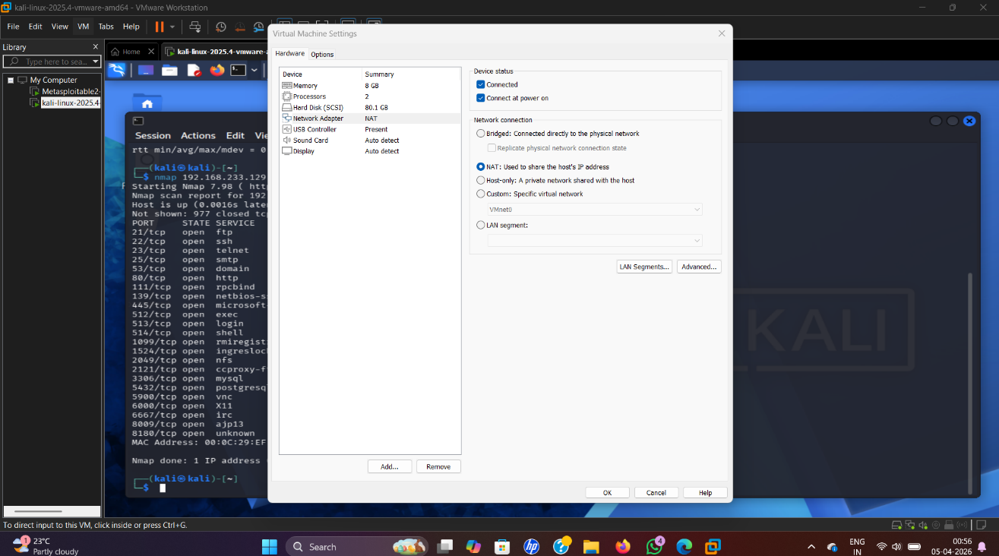 kali-linux-2025.4-vmware-amd64 - VMware Workstation
File Edit View VM Tabs Help
Library
Type here to sea...
My Computer
Metasploitable2-
kali-linux-2025.4-
Home
kali-linux-2025.4-vmware-a
Session Actions Edit Vie
rtt min/avg/max/mdev = 0
(kali㉿kali)-[~]
$ nmap 192.168.233.129
Starting Nmap 7.98 ( http
Nmap scan report for 192
Host is up (0.0016s late
Not shown: 977 closed tcp
PORT STATE SERVICE
21/tcp open ftp
22/tcp open ssh
23/tcp open telnet
25/tcp open smtp
53/tcp open domain
80/tcp open http
111/tcp open rpcbind
139/tcp open netbios-ss
445/tcp open microsoft-
512/tcp open exec
513/tcp open login
514/tcp open shell
1099/tcp open rmiregist
1524/tcp open ingresloc
2049/tcp open nfs
2121/tcp open ccproxy-f
3306/tcp open mysql
5432/tcp open postgresq
5900/tcp open vnc
6000/tcp open X11
6667/tcp open irc
8009/tcp open ajp13
8180/tcp open unknown
MAC Address: 00:0C:29:EF
Nmap done: 1 IP address
(kali㉿kali)-[~]
$
Virtual Machine Settings
Hardware Options
Device Summary
Memory 8 GB
Processors 2
Hard Disk (SCSI) 80.1 GB
Network Adapter NAT
USB Controller Present
Sound Card Auto detect
Display Auto detect
Add... Remove
Device status
Connected
Connect at power on
Network connection
Bridged: Connected directly to the physical network
Replicate physical network connection state
NAT: Used to share the host's IP address
Host-only: A private network shared with the host
Custom: Specific virtual network
VMnet0
LAN segment:
LAN Segments... Advanced...
OK Cancel Help
KALI
To direct input to this VM, click inside or press Ctrl+G.
1
23°C
Partly cloudy
Search
hp
4
ENG
IN
00:56
05-04-2026